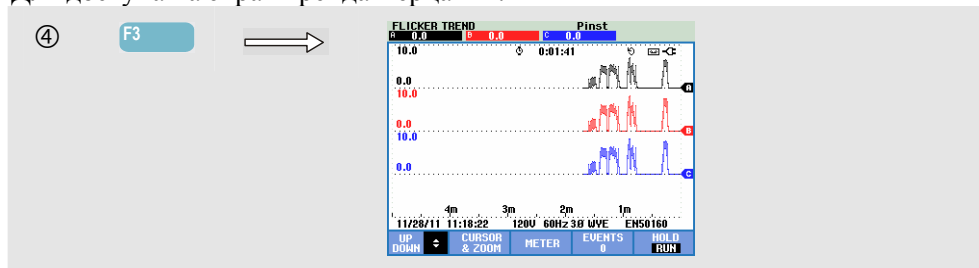 ④ F3
FLICKER TREND Pinst
A 0.0 B 0.0 C 0.0
10.0 0:01:41
0.0
10.0
0.0
10.0
0.0
A
B
C
4m 3m 2m 1m
11/28/11 11:18:22 120V 60Hz 3Ø WYE EN50160
UP DOWN CURSOR & ZOOM METER EVENTS 0 HOLD RUN